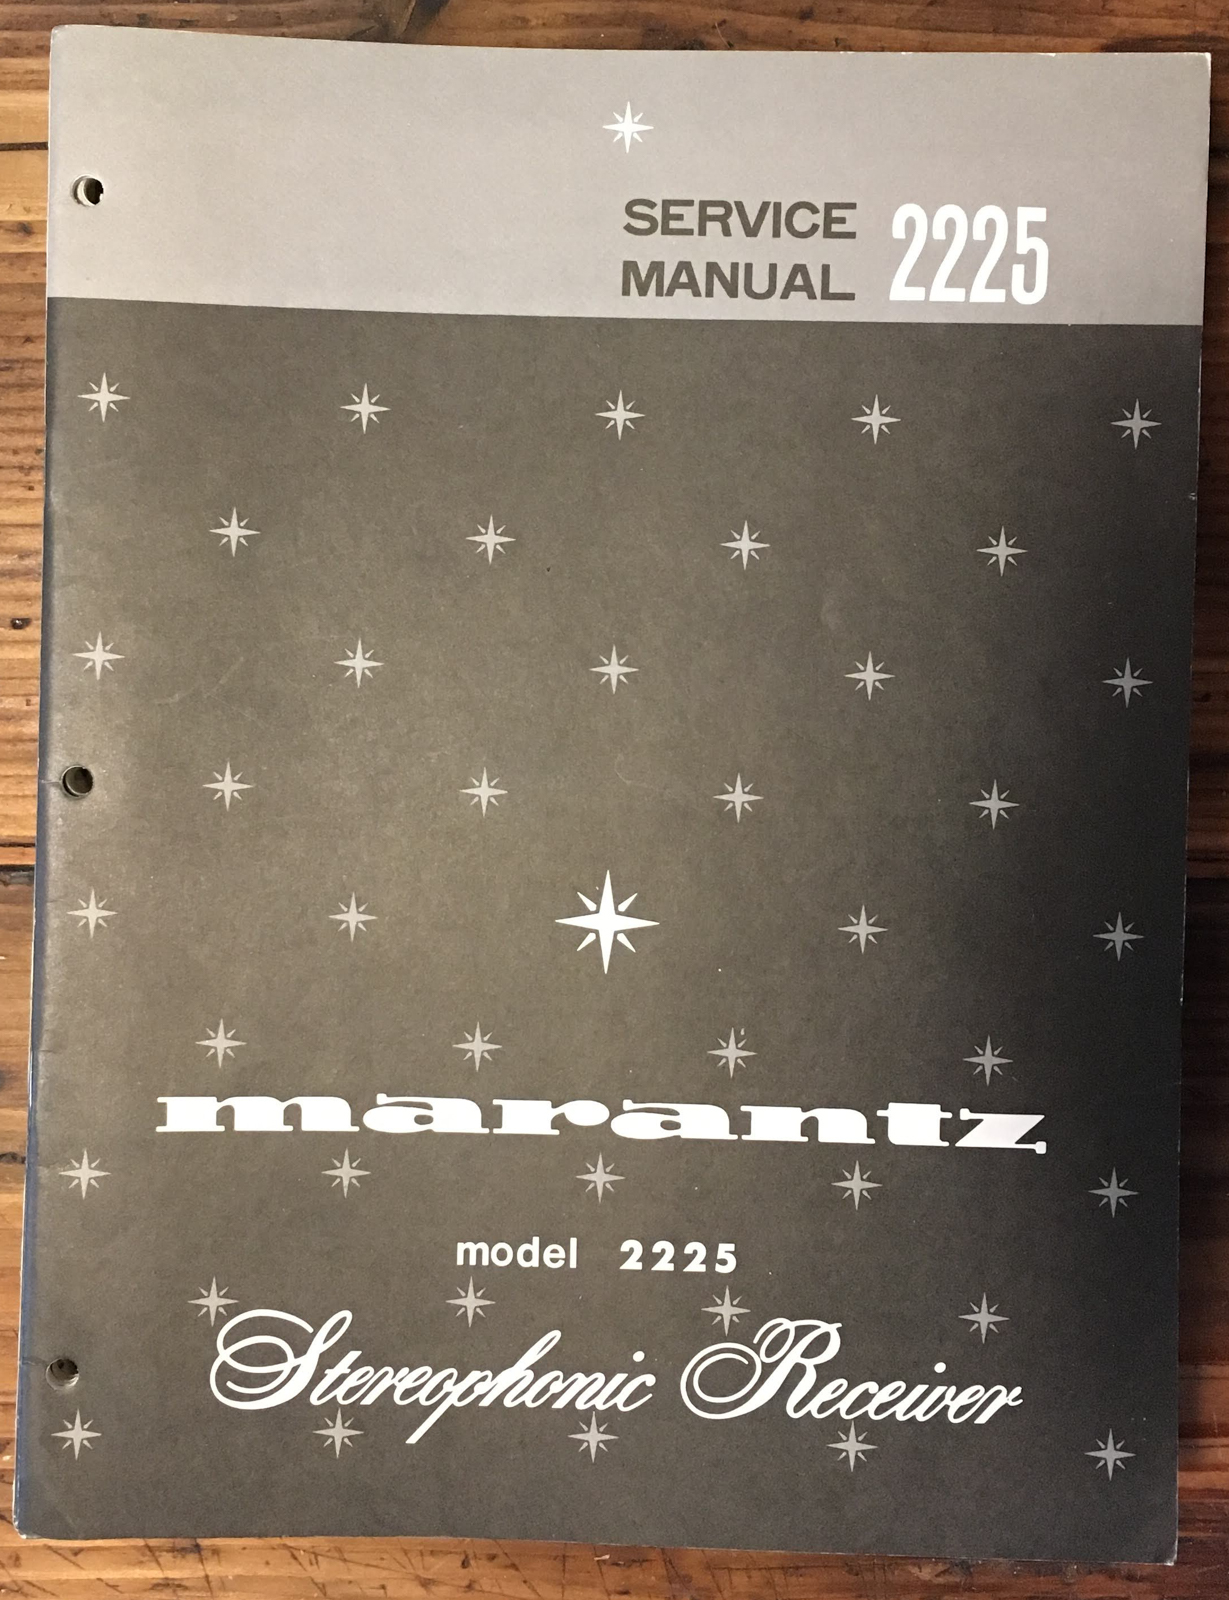 SERVICE 2225
MANUAL
marantz
model 2225
Stereophonic Receiver